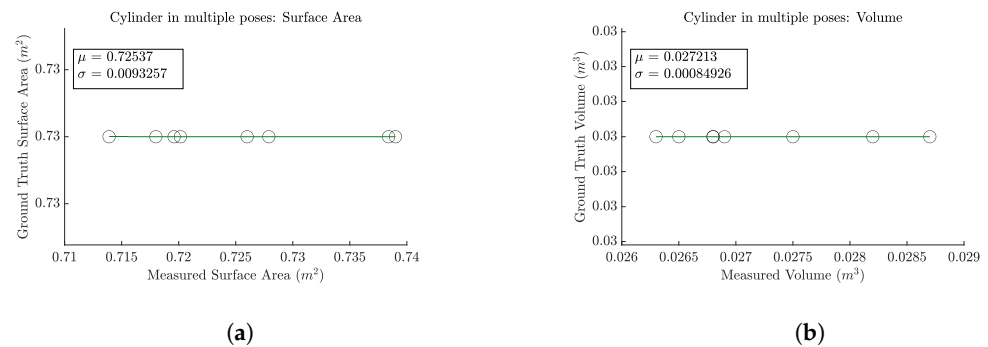 Cylinder in multiple poses: Surface Area
Ground Truth Surface Area (m²)
0.73
0.73
0.73
μ = 0.72537
σ = 0.0093257
0.71 0.715 0.72 0.725 0.73 0.735 0.74
Measured Surface Area (m²)
(a)
Cylinder in multiple poses: Volume
Ground Truth Volume (m³)
0.03
0.03
0.03
0.03
0.03
0.03
0.03
μ = 0.027213
σ = 0.00084926
0.026 0.0265 0.027 0.0275 0.028 0.0285 0.029
Measured Volume (m³)
(b)